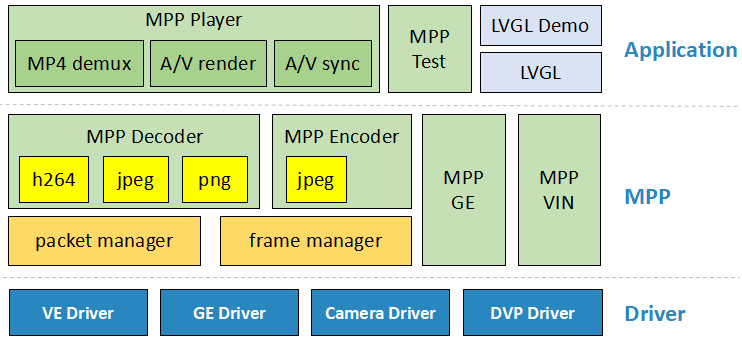 MPP Player
MP4 demux
A/V render
A/V sync
MPP
Test
LVGL Demo
LVGL
Application
MPP Decoder
h264
jpeg
png
MPP Encoder
jpeg
MPP
GE
MPP
VIN
MPP
packet manager
frame manager
VE Driver
GE Driver
Camera Driver
DVP Driver
Driver